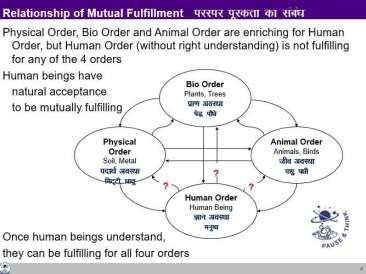 Relationship of Mutual Fulfillment परस्पर पूरकता का संबंध
Physical Order, Bio Order and Animal Order are enriching for Human
Order, but Human Order (without right understanding) is not fulfilling
for any of the 4 orders
Human beings have
natural acceptance
to be mutually fulfilling
Bio Order
Plants, Trees
प्राण अवस्था
पेड़ पौधे
Physical
Order
Soil, Metal
पदार्थ अवस्था
मिट्टी धातु
Animal Order
Animals, Birds
जीव अवस्था
पशु पक्षी
?
?
?
Human Order
Human Being
ज्ञान अवस्था
मनुष्य
PAUSE & THINK
Once human beings understand,
they can be fulfilling for all four orders